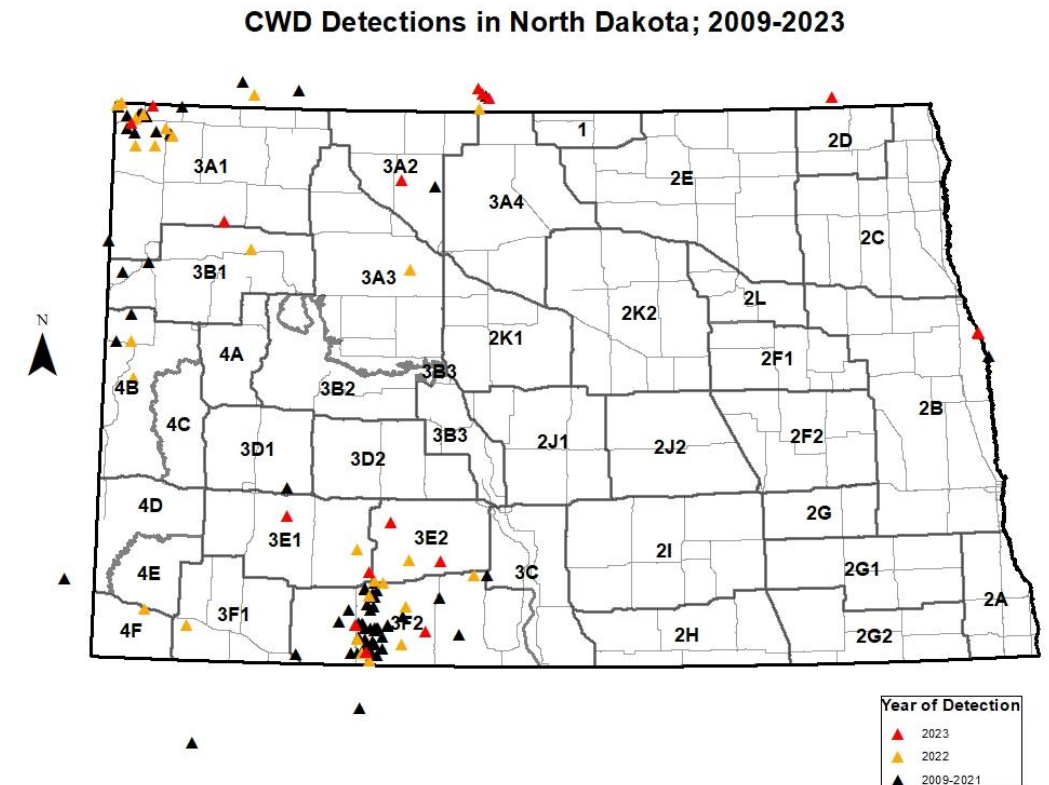 CWD Detections in North Dakota; 2009-2023
1
2D
3A1
3A2
2E
3A4
2C
3B1
3A3
2L
2K2
2K1
4A
2F1
3B3
4B
3B2
2B
4C
3B3
2F2
3D1
3D2
2J1
2J2
4D
2G
3E1
3E2
2I
4E
3C
2G1
2A
3F1
3F2
4F
2H
2G2
N
Year of Detection
2023
2022
2009-2021